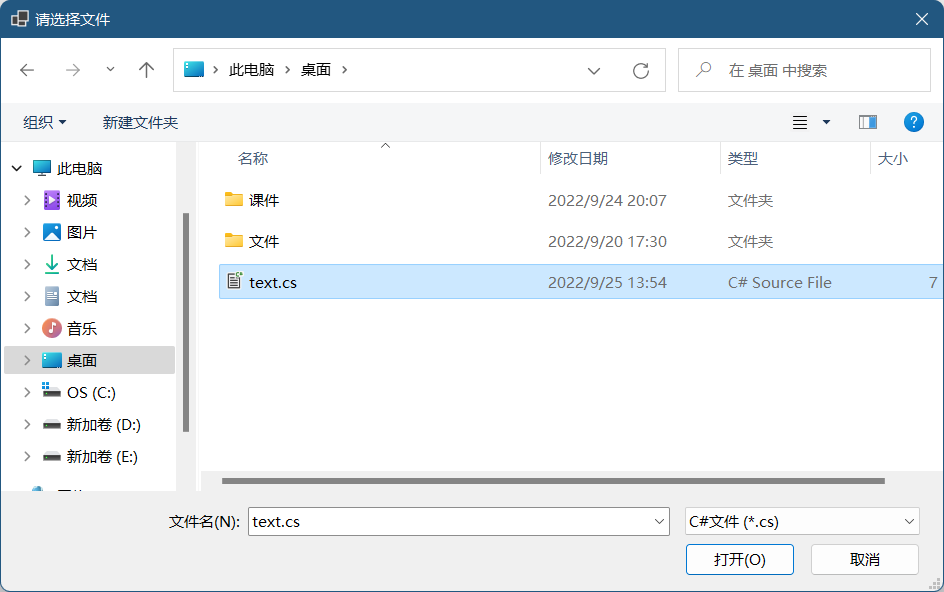 请选择文件
此电脑 桌面 在 桌面 中搜索
组织 新建文件夹
名称 修改日期 类型 大小
此电脑
视频
图片
文档
文档
音乐
桌面
OS (C:)
新加卷 (D:)
新加卷 (E:)
课件 2022/9/24 20:07 文件夹
文件 2022/9/20 17:30 文件夹
text.cs 2022/9/25 13:54 C# Source File 7
文件名(N): text.cs C#文件 (*.cs)
打开(O) 取消